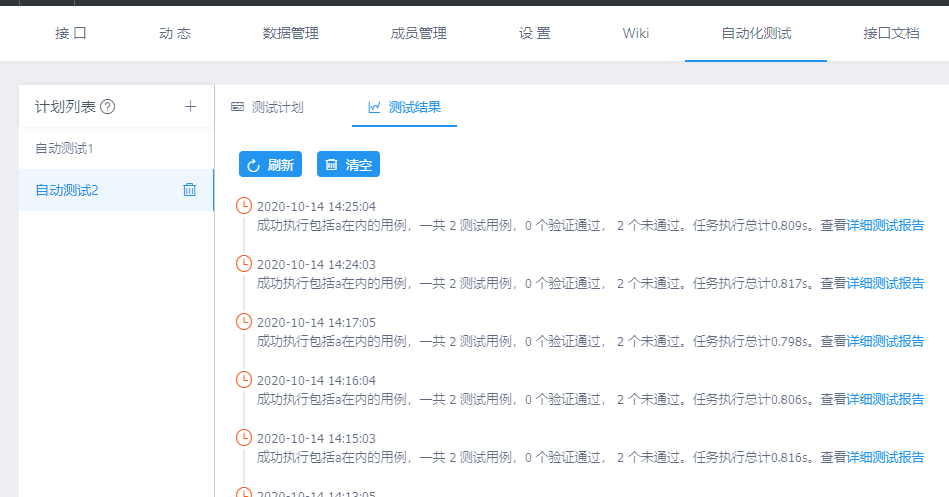 接 口 动 态 数据管理 成员管理 设 置 Wiki 自动化测试 接口文档
计划列表 ? +
测试计划 测试结果
自动测试1
刷新 清空
自动测试2
2020-10-14 14:25:04
成功执行包括a在内的用例，一共 2 测试用例，0 个验证通过， 2 个未通过。任务执行总计0.809s。查看详细测试报告
2020-10-14 14:24:03
成功执行包括a在内的用例，一共 2 测试用例，0 个验证通过， 2 个未通过。任务执行总计0.817s。查看详细测试报告
2020-10-14 14:17:05
成功执行包括a在内的用例，一共 2 测试用例，0 个验证通过， 2 个未通过。任务执行总计0.798s。查看详细测试报告
2020-10-14 14:16:04
成功执行包括a在内的用例，一共 2 测试用例，0 个验证通过， 2 个未通过。任务执行总计0.806s。查看详细测试报告
2020-10-14 14:15:03
成功执行包括a在内的用例，一共 2 测试用例，0 个验证通过， 2 个未通过。任务执行总计0.816s。查看详细测试报告
2020-10-14 14:13:05